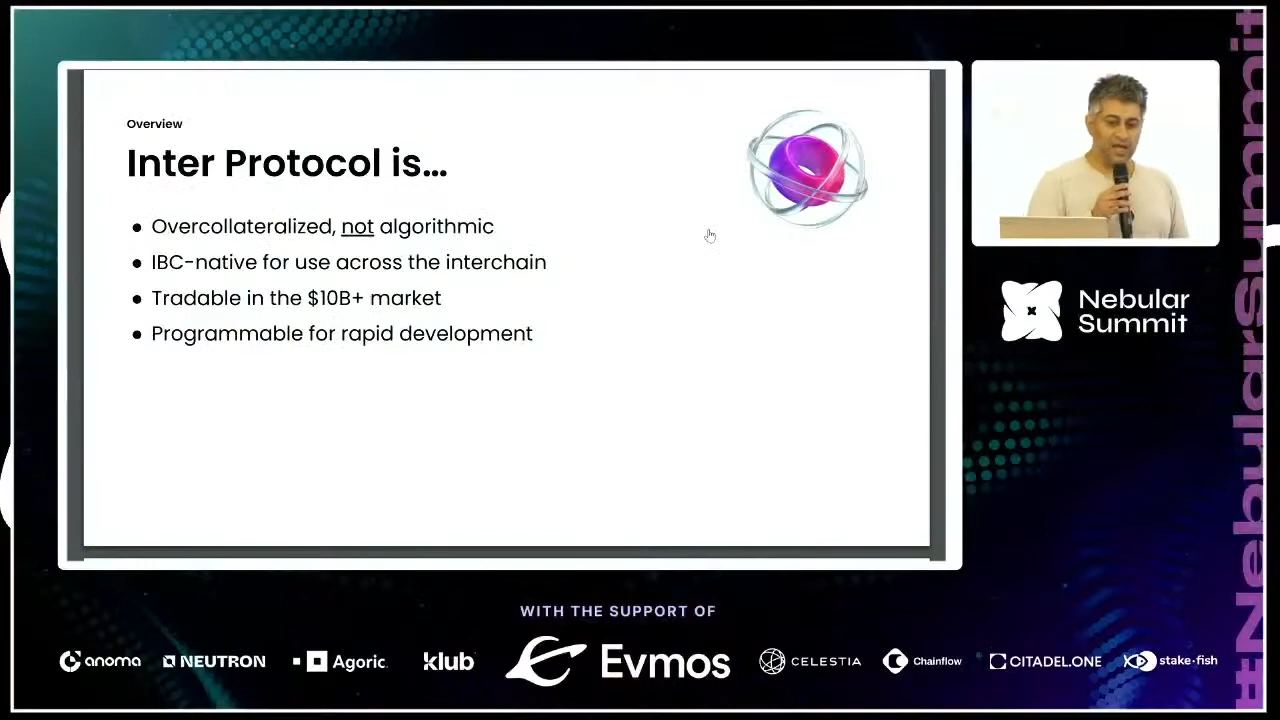 Overview
Inter Protocol is...
● Overcollateralized, not algorithmic
● IBC-native for use across the interchain
● Tradable in the $10B+ market
● Programmable for rapid development
Nebular
Summit
#NebularSummit
WITH THE SUPPORT OF
anoma NEUTRON Agoric klub Evmos CELESTIA Chainflow CITADEL.ONE stake·fish